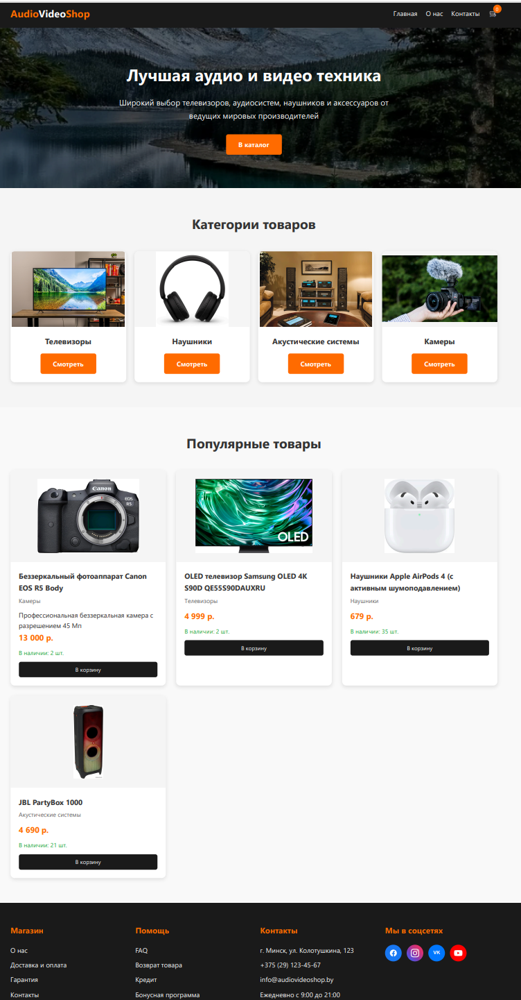 AudioVideoShop
Главная О нас Контакты 0
Лучшая аудио и видео техника
Широкий выбор телевизоров, аудиосистем, наушников и аксессуаров от
ведущих мировых производителей
В каталог
Категории товаров
Телевизоры
Смотреть
Наушники
Смотреть
Акустические системы
Смотреть
Камеры
Смотреть
Популярные товары
Canon
EOS
R5
Беззеркальный фотоаппарат Canon
EOS R5 Body
Камеры
Профессиональная беззеркальная камера с
разрешением 45 Мп
13 000 р.
В наличии: 2 шт.
В корзину
OLED
OLED телевизор Samsung OLED 4K
S90D QE55S90DAUXRU
Телевизоры
4 999 р.
В наличии: 2 шт.
В корзину
Наушники Apple AirPods 4 (с
активным шумоподавлением)
Наушники
679 р.
В наличии: 35 шт.
В корзину
JBL PartyBox 1000
Акустические системы
4 690 р.
В наличии: 21 шт.
В корзину
Магазин
О нас
Доставка и оплата
Гарантия
Контакты
Помощь
FAQ
Возврат товара
Кредит
Бонусная программа
Контакты
г. Минск, ул. Колотушкина, 123
+375 (29) 123-45-67
info@audiovideoshop.by
Ежедневно с 9:00 до 21:00
Мы в соцсетях
VK